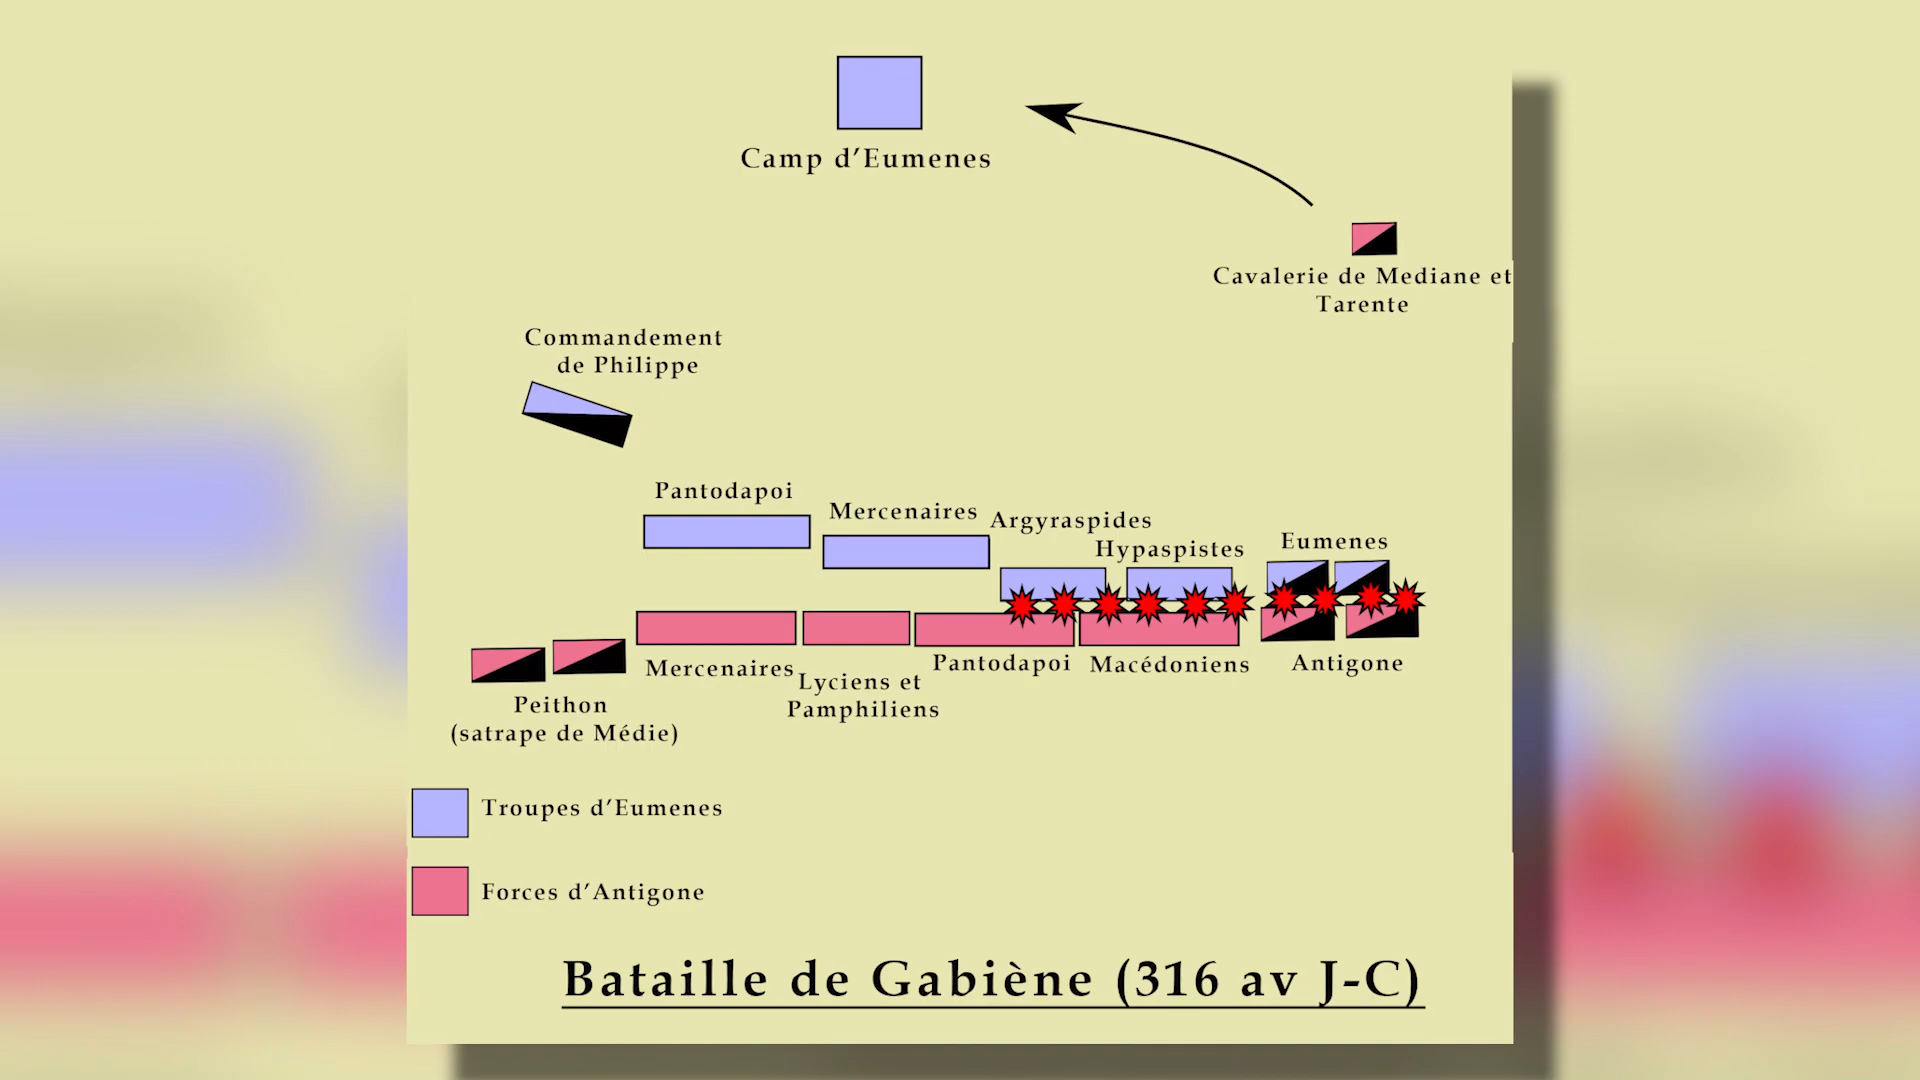 Camp d'Eumenes
Cavalerie de Mediane et
Tarente
Commandement
de Philippe
Pantodapoi
Mercenaires
Argyraspides
Hypaspistes
Eumenes
Mercenaires
Lyciens et
Pamphiliens
Pantodapoi
Macédoniens
Antigone
Peithon
(satrape de Médie)
Troupes d'Eumenes
Forces d'Antigone
Bataille de Gabiène (316 av J-C)